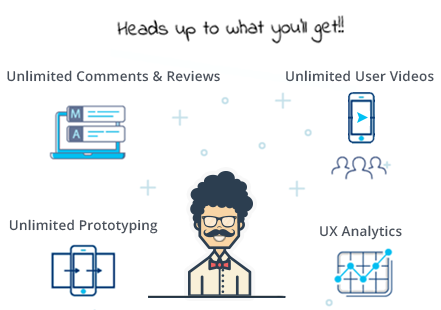 Heads up to what you'll get!!
Unlimited Comments & Reviews
Unlimited User Videos
M
A
Unlimited Prototyping
UX Analytics